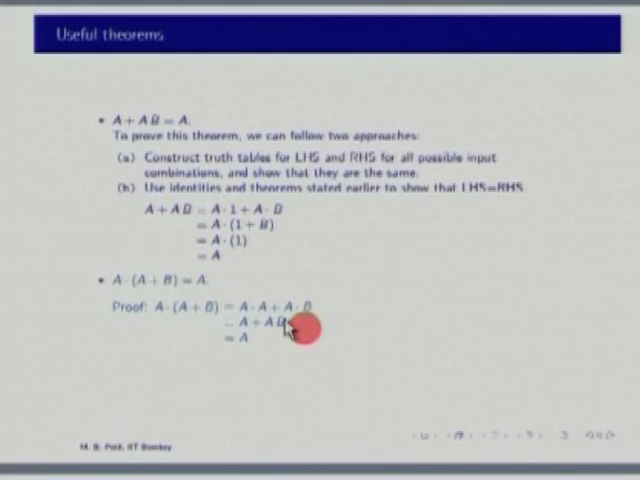 Useful theorems
• A + AB = A.
To prove this theorem, we can follow two approaches:
(a) Construct truth tables for LHS and RHS for all possible input
combinations, and show that they are the same.
(b) Use identities and theorems stated earlier to show that LHS=RHS.
A + AB = A · 1 + A · B
= A · (1 + B)
= A · (1)
= A
• A · (A + B) = A.
Proof: A · (A + B) = A · A + A · B
= A + AB
= A
M. B. Patil, IIT Bombay